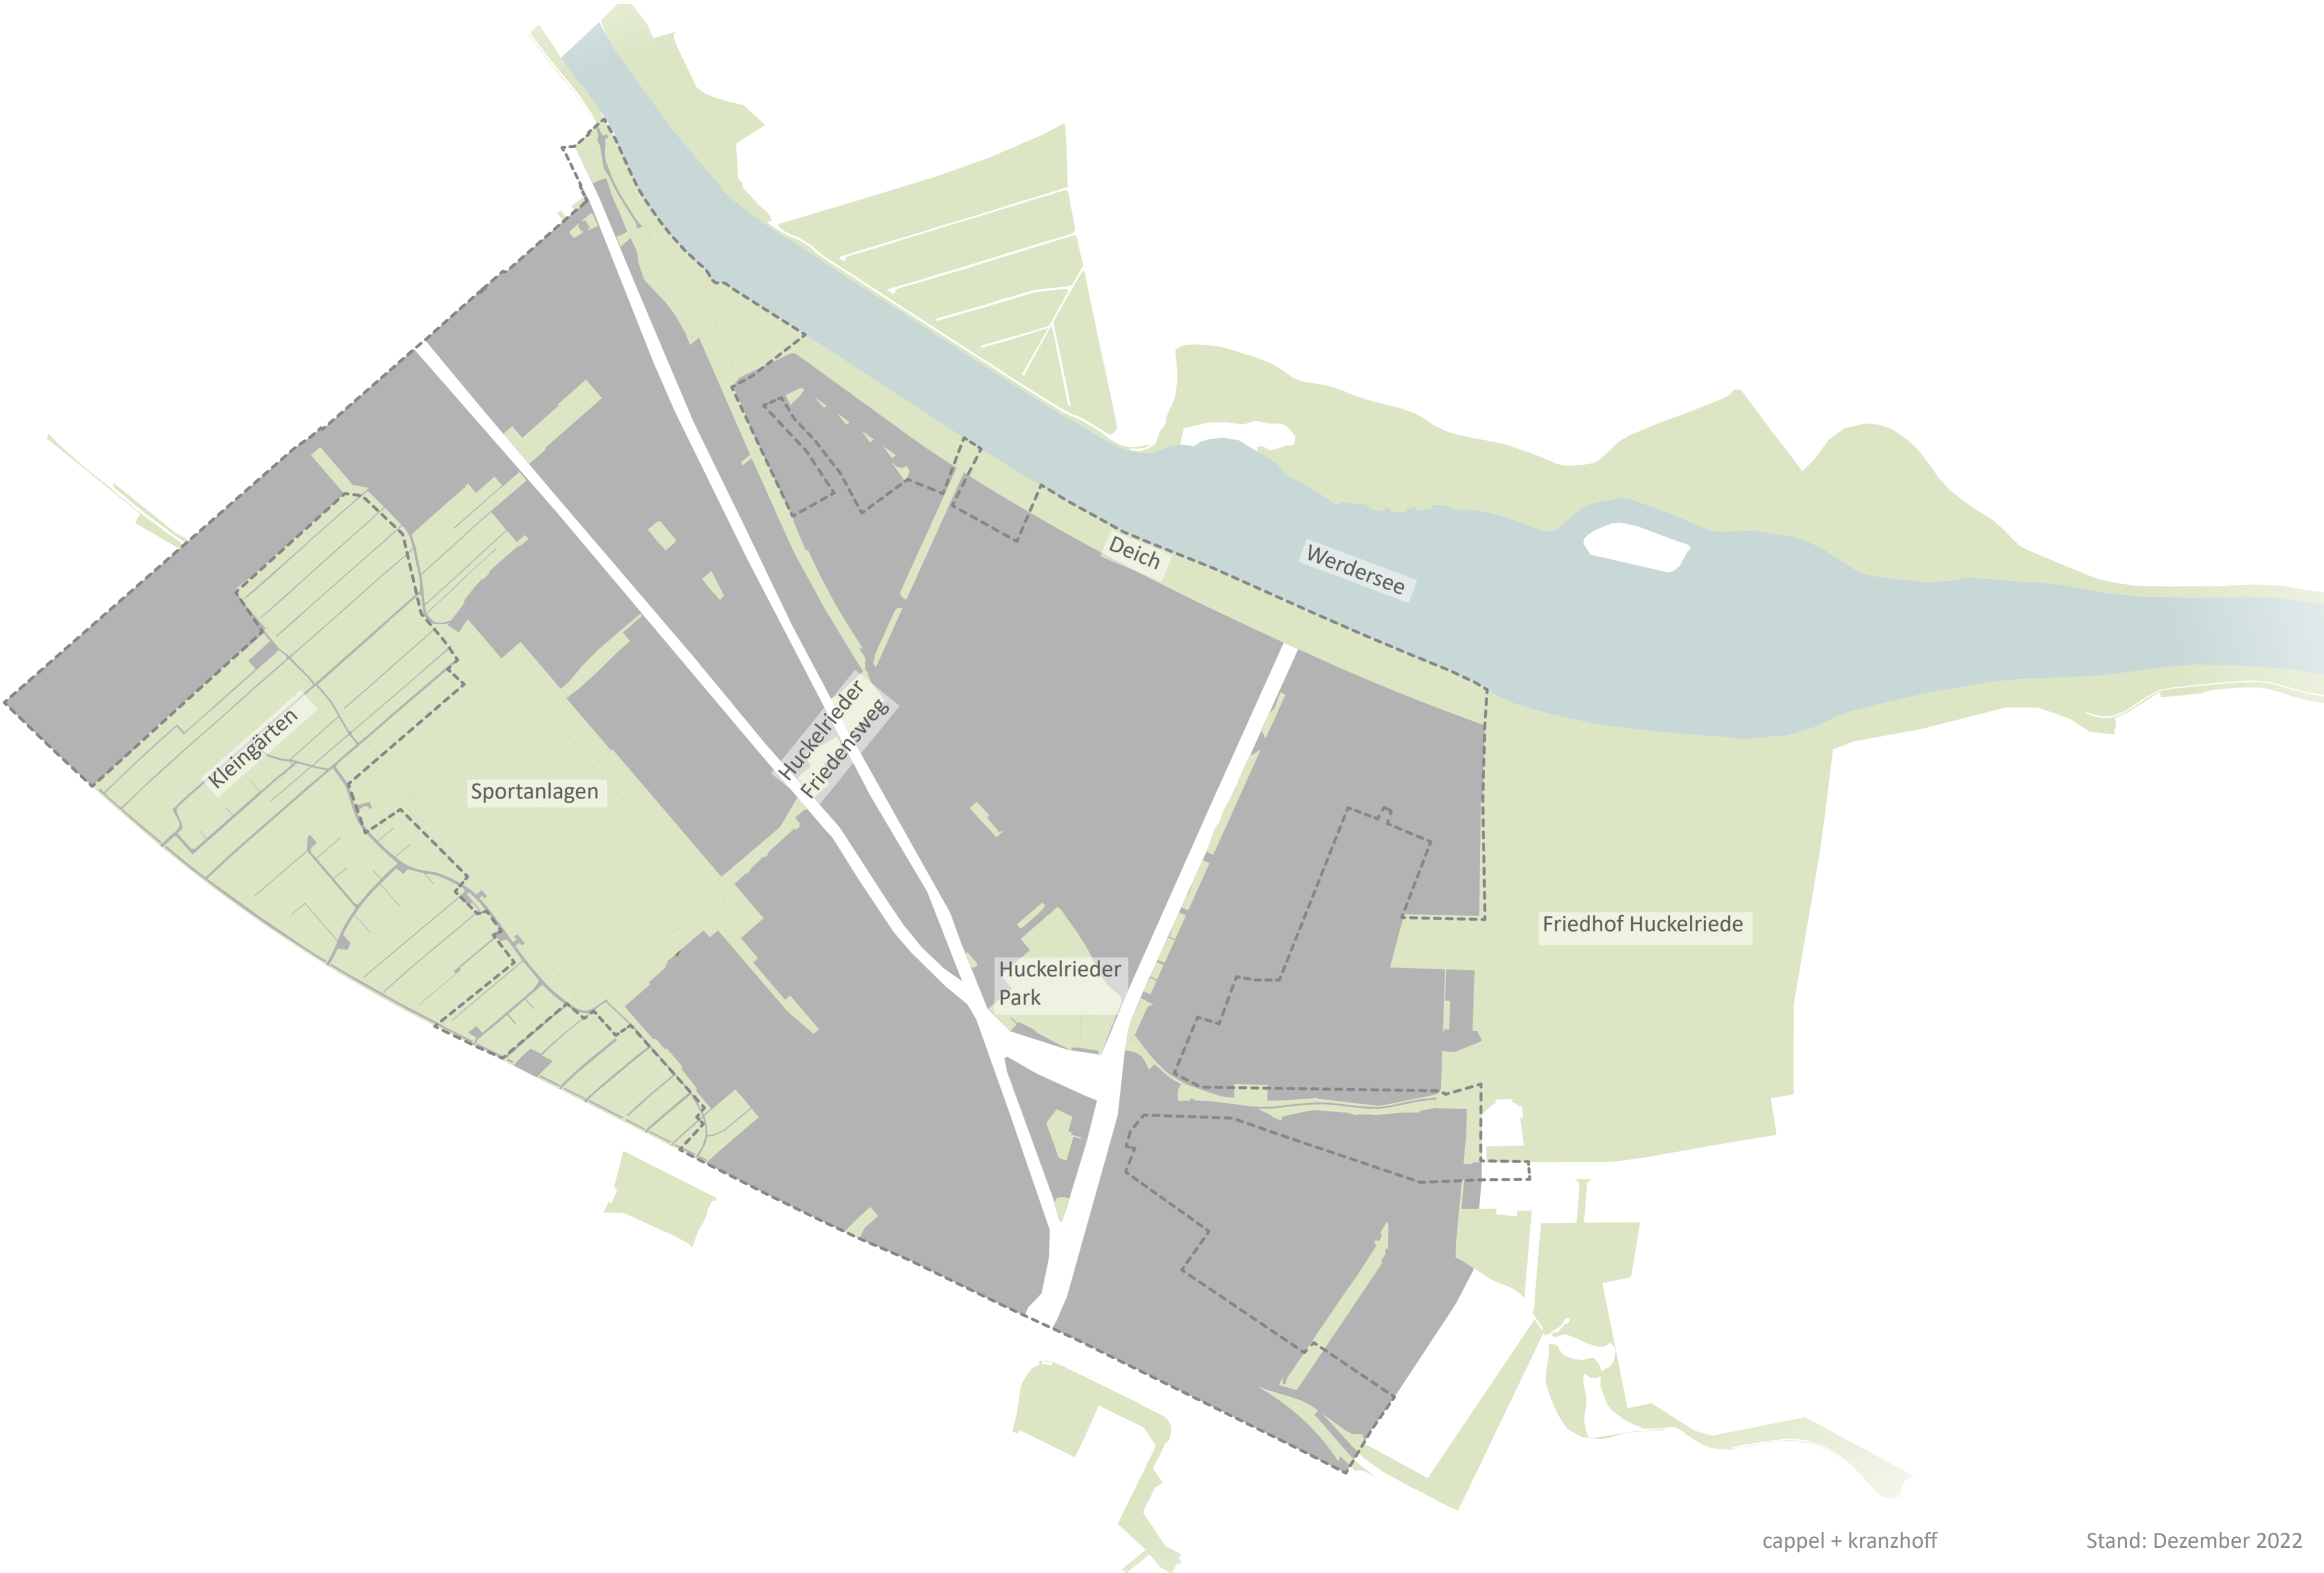 Deich
Werdersee
Huckelrieder
Friedensweg
Kleingärten
Sportanlagen
Friedhof Huckelriede
Huckelrieder
Park
cappel + kranzhoff
Stand: Dezember 2022